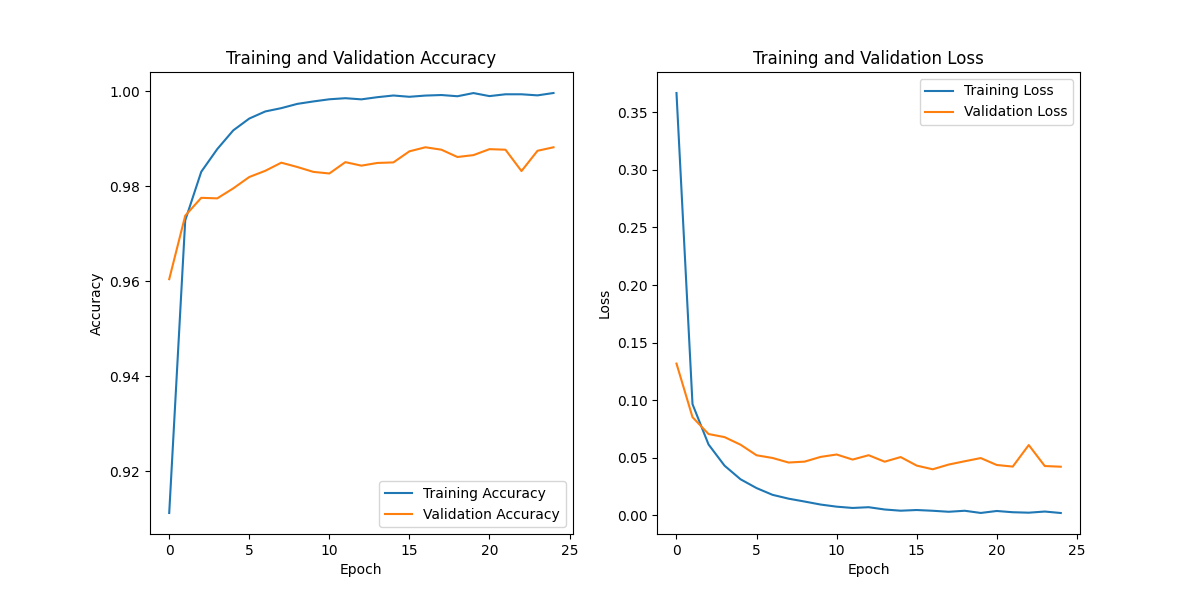 Training and Validation Accuracy
Accuracy
1.00
0.98
0.96
0.94
0.92
Training Accuracy
Validation Accuracy
0 5 10 15 20 25
Epoch
Training and Validation Loss
Loss
0.35
0.30
0.25
0.20
0.15
0.10
0.05
0.00
Training Loss
Validation Loss
0 5 10 15 20 25
Epoch